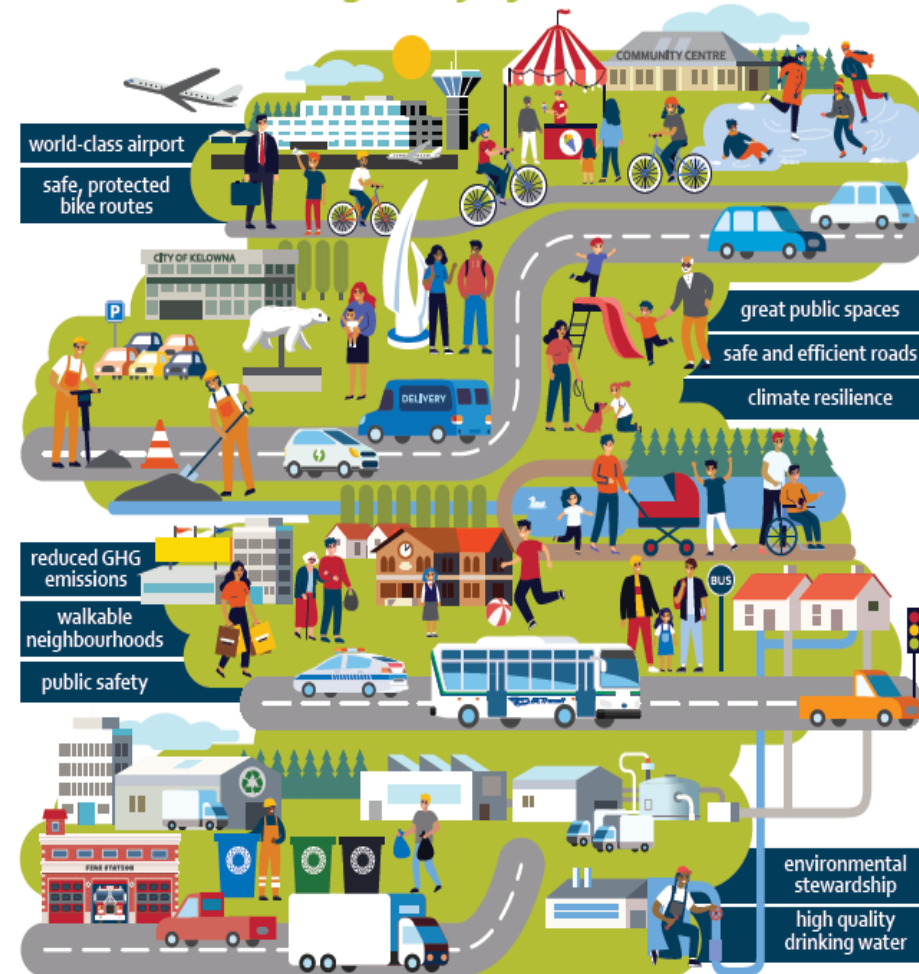 COMMUNITY CENTRE
world-class airport
safe, protected
bike routes
CITY OF KELOWNA
P
great public spaces
safe and efficient roads
climate resilience
DELIVERY
reduced GHG
emissions
walkable
neighbourhoods
public safety
BUS
FIRE STATION
environmental
stewardship
high quality
drinking water